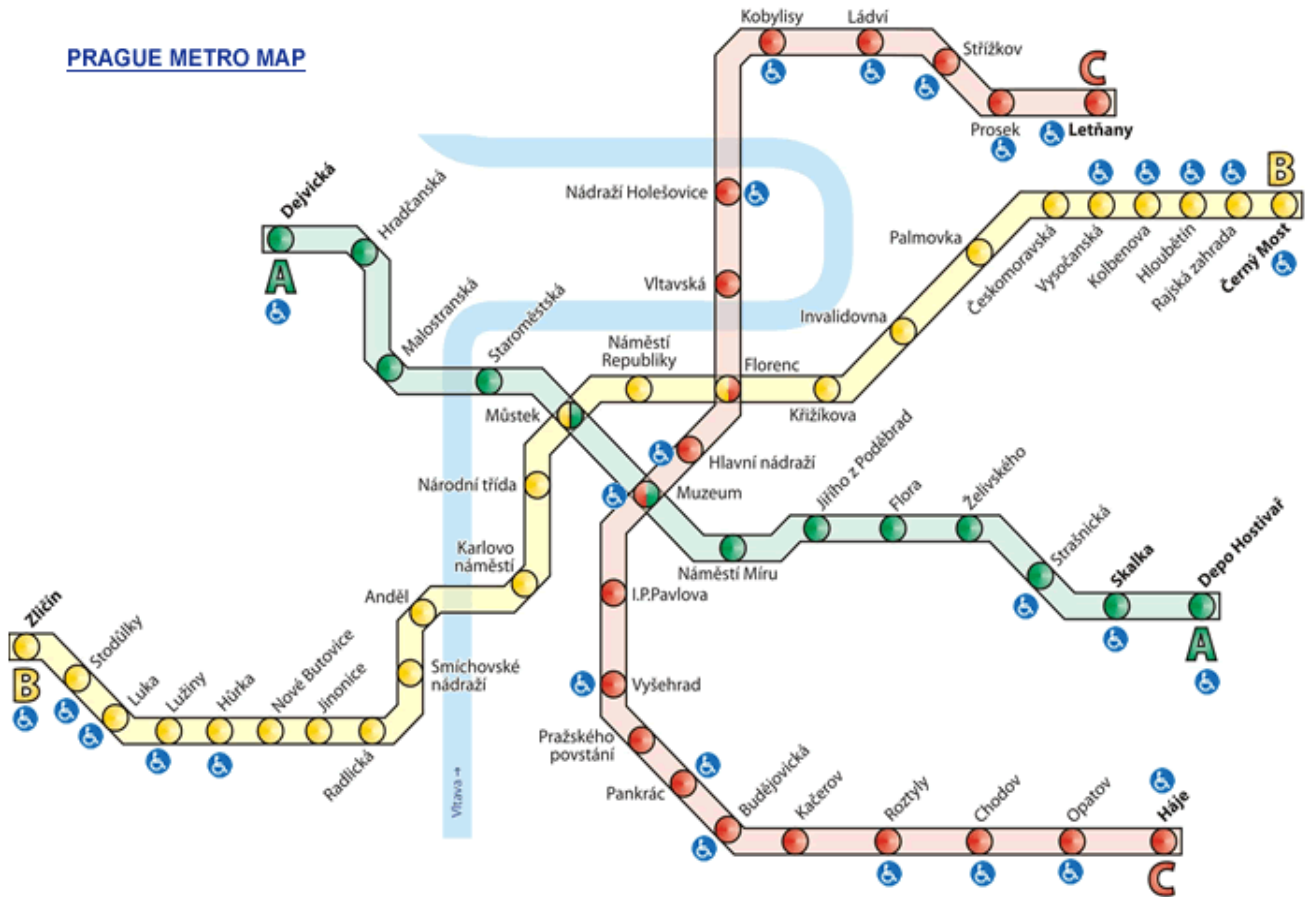 PRAGUE METRO MAP
Kobylisy
Ládví
Střížkov
C
Prosek
Letňany
Nádraží Holešovice
Vltavská
Dejvická
A
Hradčanská
Malostranská
Staroměstská
Náměstí
Republiky
Florenc
Křižíkova
Invalidovna
Palmovka
Českomoravská
Vysočanská
Kolbenova
Hloubětín
Rajská zahrada
B
Černý Most
Můstek
Hlavní nádraží
Muzeum
Národní třída
Karlovo
náměstí
Anděl
Smíchovské
nádraží
Náměstí Míru
Jiřího z Poděbrad
Flora
Želivského
Strašnická
Skalka
Depo Hostivař
A
Zličín
B
Stodůlky
Luka
Lužiny
Hůrka
Nové Butovice
Jinonice
Radlická
Vltava →
I.P.Pavlova
Vyšehrad
Pražského
povstání
Pankrác
Budějovická
Kačerov
Roztyly
Chodov
Opatov
Háje
C